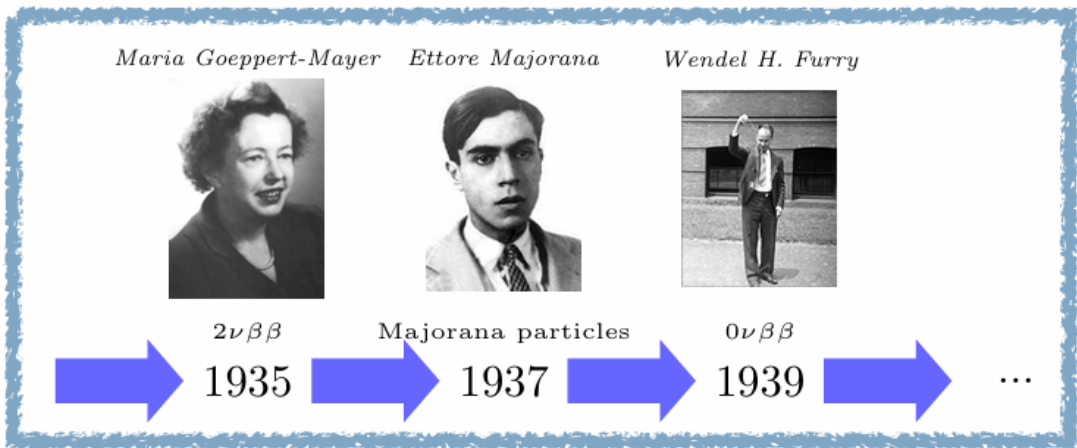 Maria Goeppert-Mayer Ettore Majorana Wendel H. Furry
2νββ Majorana particles 0νββ
1935 1937 1939 ...